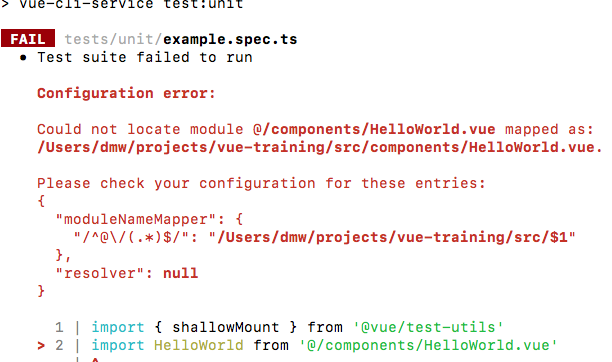 > vue-cli-service test:unit
FAIL tests/unit/example.spec.ts
● Test suite failed to run
Configuration error:
Could not locate module @/components/HelloWorld.vue mapped as:
/Users/dmw/projects/vue-training/src/components/HelloWorld.vue.
Please check your configuration for these entries:
{
"moduleNameMapper": {
"/^@\/(.*)$/": "/Users/dmw/projects/vue-training/src/$1"
},
"resolver": null
}
1 | import { shallowMount } from '@vue/test-utils'
> 2 | import HelloWorld from '@/components/HelloWorld.vue'
| ^